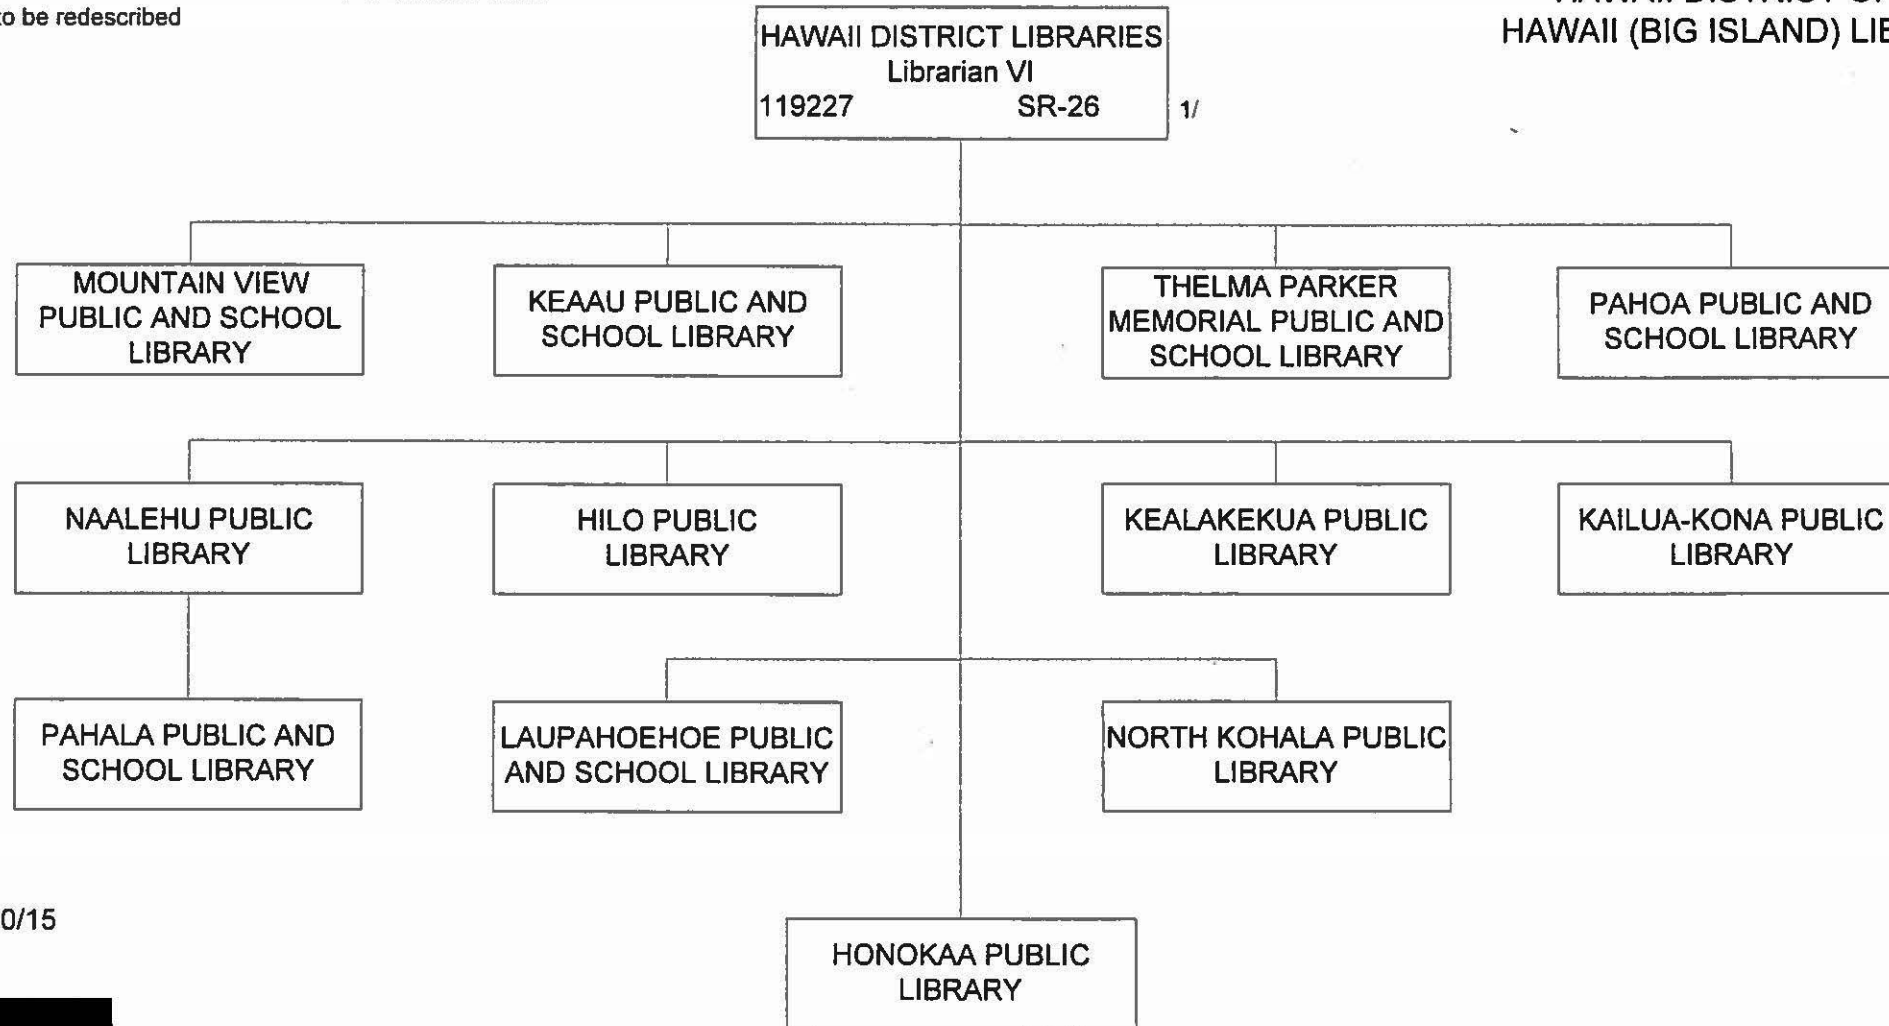 to be redescribed
HAWAII (BIG ISLAND)
HAWAII DISTRICT LIBRARIES
Librarian VI
119227 SR-26 1/
MOUNTAIN VIEW
PUBLIC AND SCHOOL
LIBRARY
KEAAU PUBLIC AND
SCHOOL LIBRARY
THELMA PARKER
MEMORIAL PUBLIC AND
SCHOOL LIBRARY
PAHOA PUBLIC AND
SCHOOL LIBRARY
NAALEHU PUBLIC
LIBRARY
HILO PUBLIC
LIBRARY
KEALAKEKUA PUBLIC
LIBRARY
KAILUA-KONA PUBLIC
LIBRARY
PAHALA PUBLIC AND
SCHOOL LIBRARY
LAUPAHOEHOE PUBLIC
AND SCHOOL LIBRARY
NORTH KOHALA PUBLIC
LIBRARY
0/15
HONOKAA PUBLIC
LIBRARY